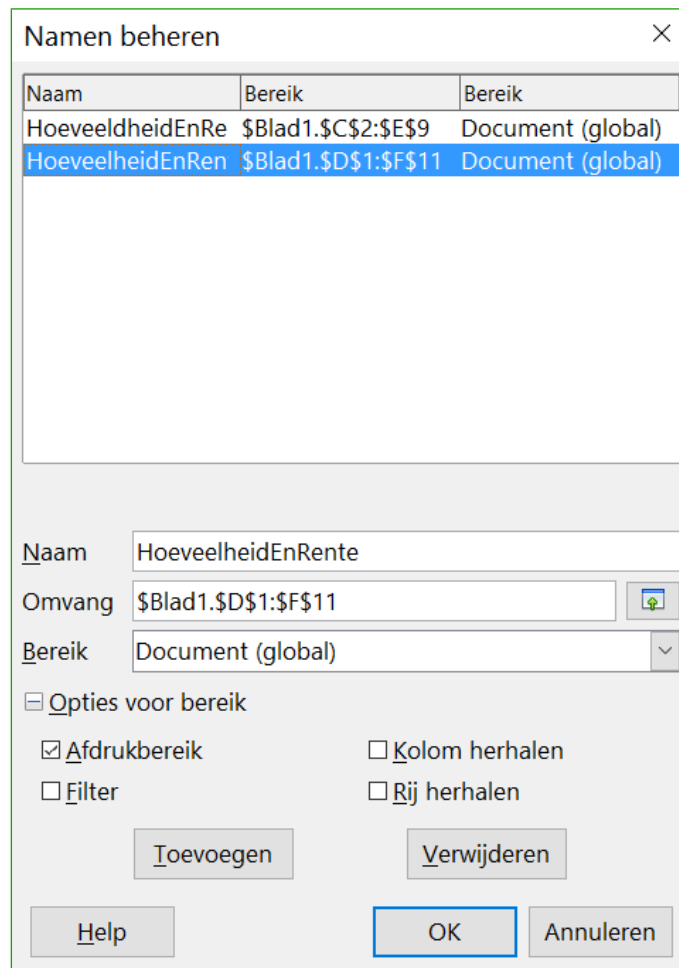 Namen beheren
Naam Bereik Bereik
HoeveeldheidEnRe $Blad1.$C$2:$E$9 Document (global)
HoeveelheidEnRen $Blad1.$D$1:$F$11 Document (global)
Naam HoeveelheidEnRente
Omvang $Blad1.$D$1:$F$11
Bereik Document (global)
Opties voor bereik
Afdrukbereik Kolom herhalen
Filter Rij herhalen
Toevoegen Verwijderen
Help OK Annuleren